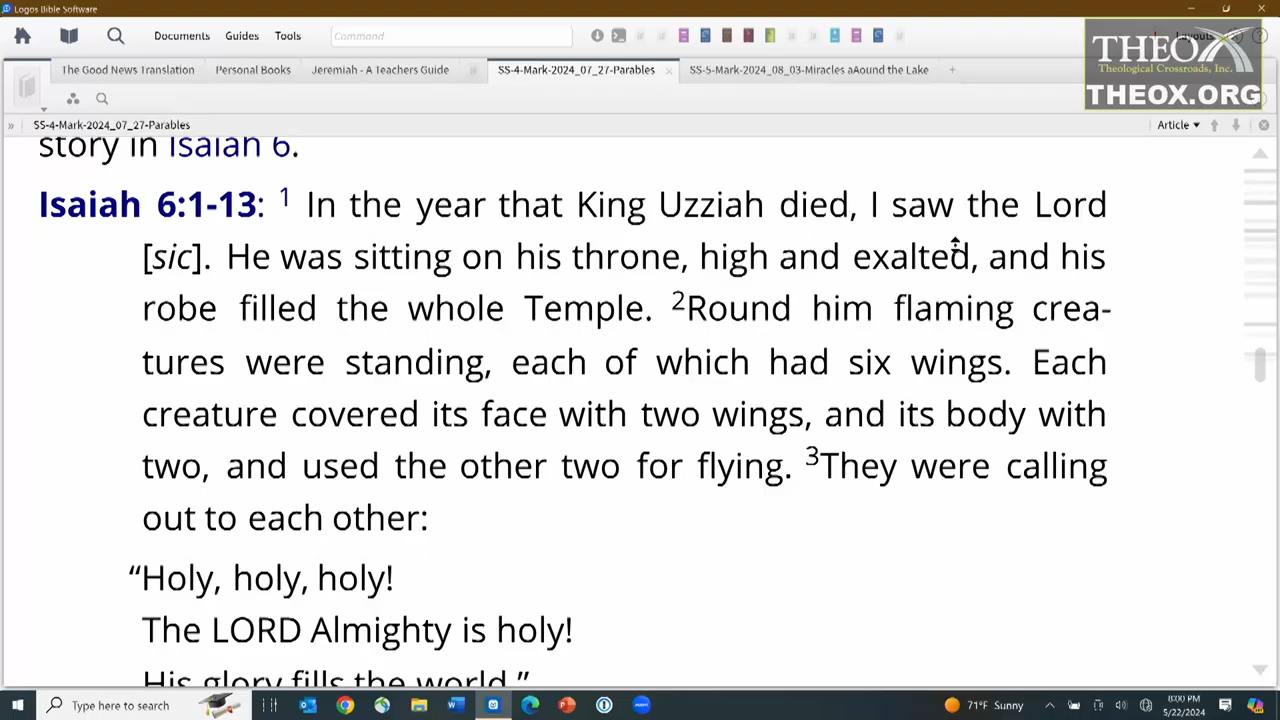 Logos Bible Software
Documents Guides Tools Command Layouts
THEOX
Theological Crossroads, Inc.
THEOX.ORG
The Good News Translation Personal Books Jeremiah - A Teacher's SS-4-Mark-2024_07_27-Parables SS-5-Mark-2024_08_03-Miracles aAound the Lake
SS-4-Mark-2024_07_27-Parables Article
story in Isaiah 6.
Isaiah 6:1-13: 1 In the year that King Uzziah died, I saw the Lord
[sic]. He was sitting on his throne, high and exalted, and his
robe filled the whole Temple. 2Round him flaming crea-
tures were standing, each of which had six wings. Each
creature covered its face with two wings, and its body with
two, and used the other two for flying. 3They were calling
out to each other:
“Holy, holy, holy!
The LORD Almighty is holy!
His glory fills the world.”
Type here to search 71°F Sunny 8:00 PM
5/22/2024